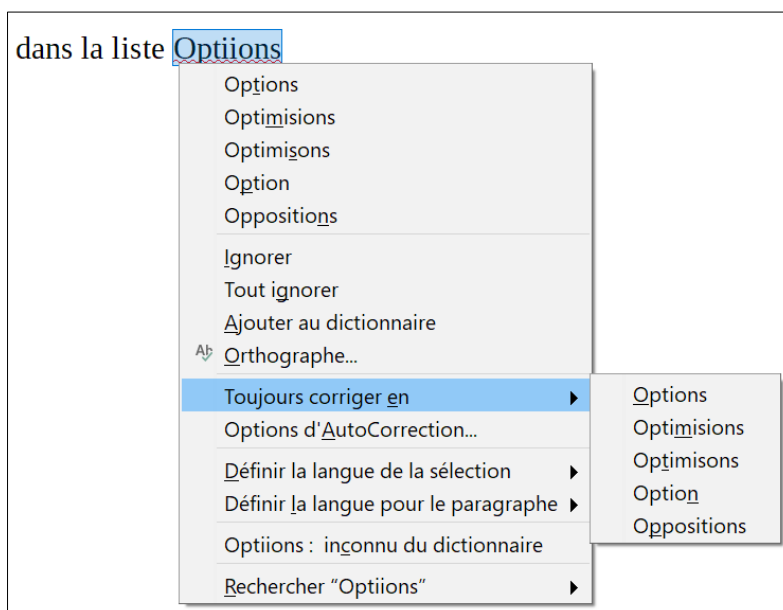 dans la liste Optiions
Options
Optimisions
Optimisons
Option
Oppositions
Ignorer
Tout ignorer
Ajouter au dictionnaire
Orthographe...
Toujours corriger en
Options d'AutoCorrection...
Définir la langue de la sélection
Définir la langue pour le paragraphe
Optiions : inconnu du dictionnaire
Rechercher “Optiions”
Options
Optimisions
Optimisons
Option
Oppositions